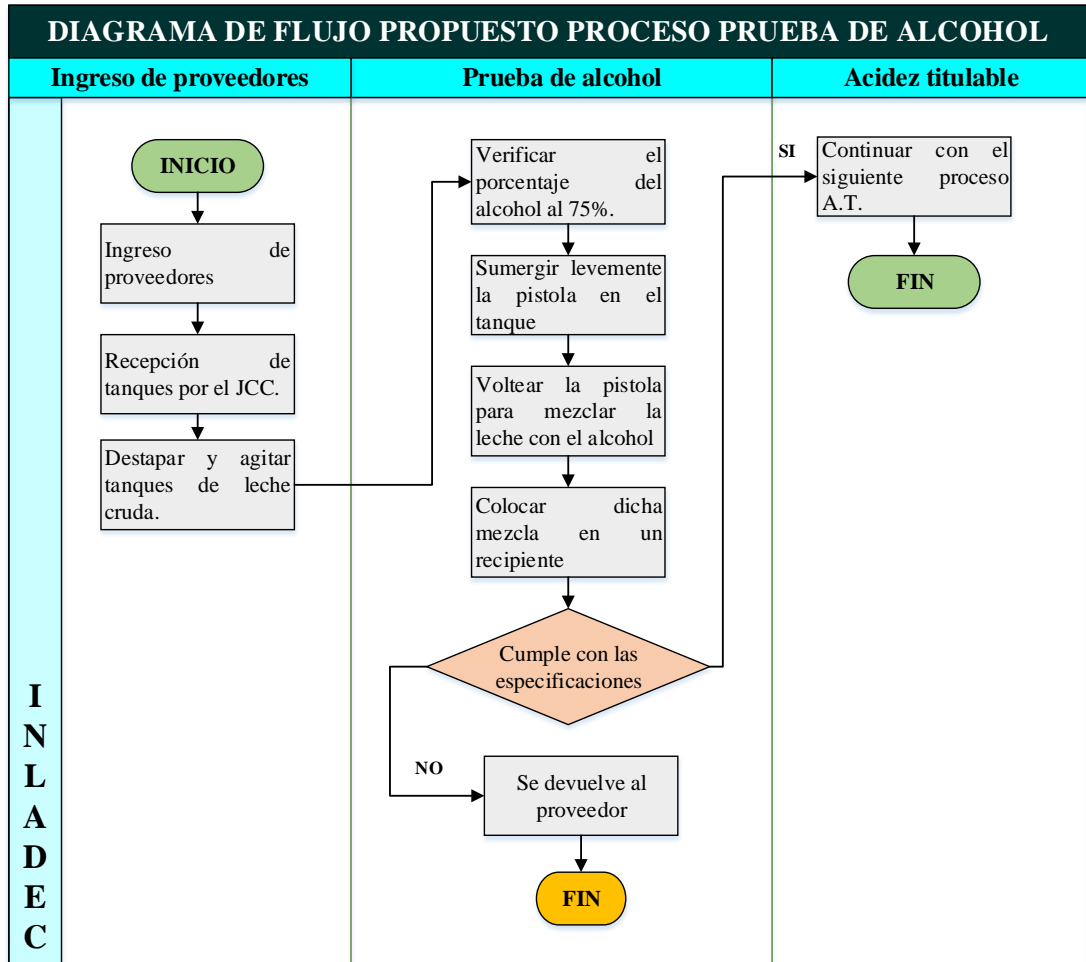 DIAGRAMA DE FLUJO PROPUESTO PROCESO PRUEBA DE ALCOHOL
Ingreso de proveedores
Prueba de alcohol
Acidez titulable
I
N
L
A
D
E
C
INICIO
Ingreso de
proveedores
Recepción de
tanques por el JCC.
Destapar y agitar
tanques de leche
cruda.
Verificar el
porcentaje del
alcohol al 75%.
Sumergir levemente
la pistola en el
tanque
Voltear la pistola
para mezclar la
leche con el alcohol
Colocar dicha
mezcla en un
recipiente
Cumple con las
especificaciones
NO
Se devuelve al
proveedor
FIN
SI
Continuar con el
siguiente proceso
A.T.
FIN